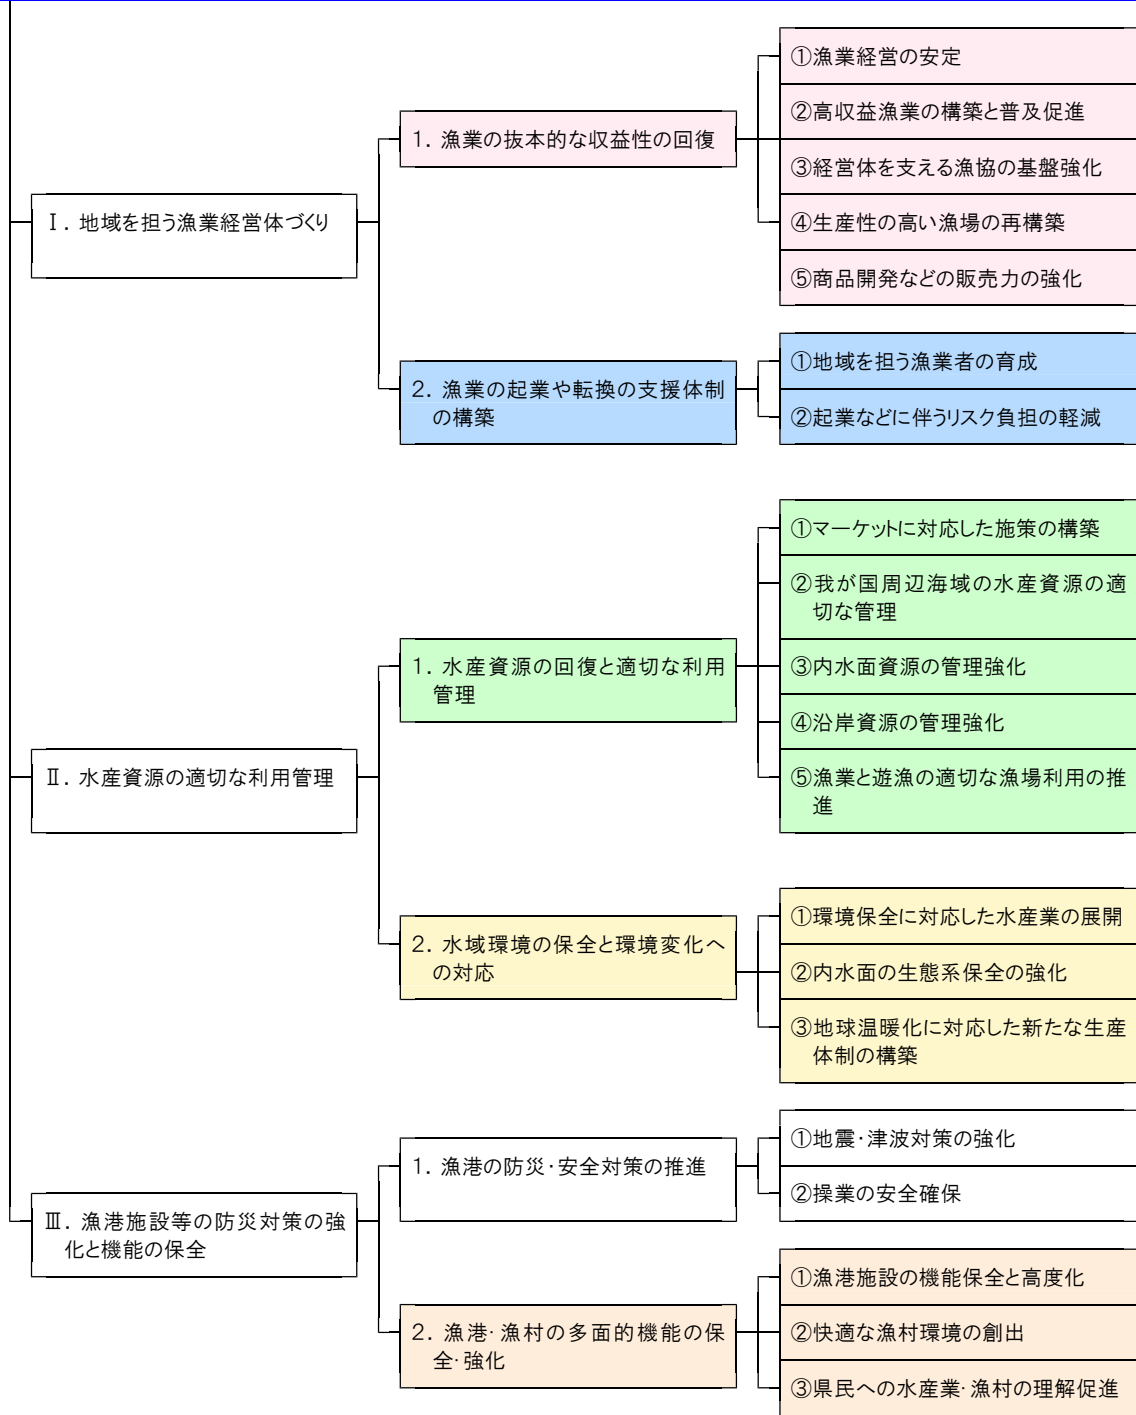 Ⅰ．地域を担う漁業経営体づくり
1．漁業の抜本的な収益性の回復
①漁業経営の安定
②高収益漁業の構築と普及促進
③経営体を支える漁協の基盤強化
④生産性の高い漁場の再構築
⑤商品開発などの販売力の強化
2．漁業の起業や転換の支援体制
の構築
①地域を担う漁業者の育成
②起業などに伴うリスク負担の軽減
Ⅱ．水産資源の適切な利用管理
1．水産資源の回復と適切な利用
管理
①マーケットに対応した施策の構築
②我が国周辺海域の水産資源の適
切な管理
③内水面資源の管理強化
④沿岸資源の管理強化
⑤漁業と遊漁の適切な漁場利用の推
進
2．水域環境の保全と環境変化へ
の対応
①環境保全に対応した水産業の展開
②内水面の生態系保全の強化
③地球温暖化に対応した新たな生産
体制の構築
Ⅲ．漁港施設等の防災対策の強
化と機能の保全
1．漁港の防災・安全対策の推進
①地震・津波対策の強化
②操業の安全確保
2．漁港・漁村の多面的機能の保
全・強化
①漁港施設の機能保全と高度化
②快適な漁村環境の創出
③県民への水産業・漁村の理解促進